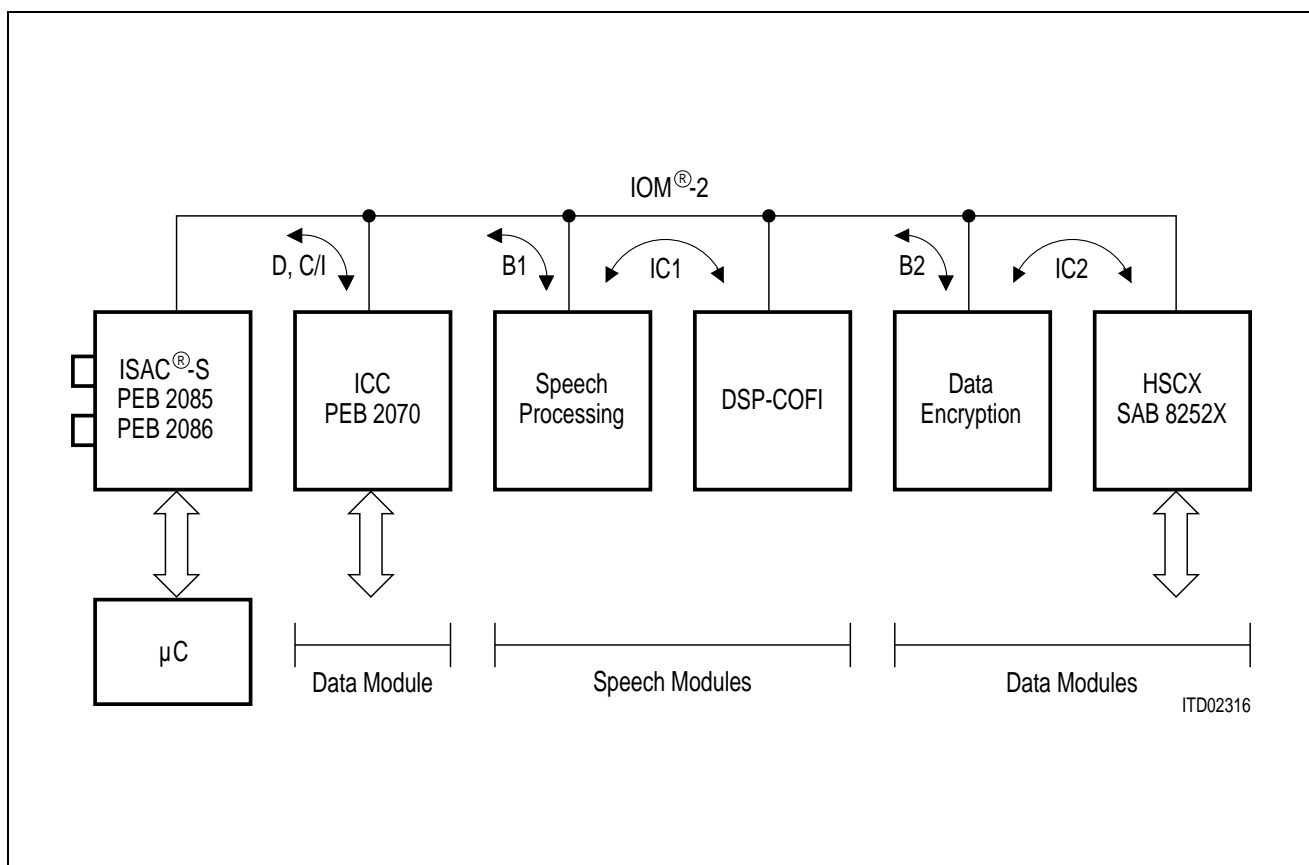 IOM®-2
D, C/I
B1
IC1
B2
IC2
ISAC®-S
PEB 2085
PEB 2086
ICC
PEB 2070
Speech
Processing
DSP-COFI
Data
Encryption
HSCX
SAB 8252X
µC
Data Module
Speech Modules
Data Modules
ITD02316